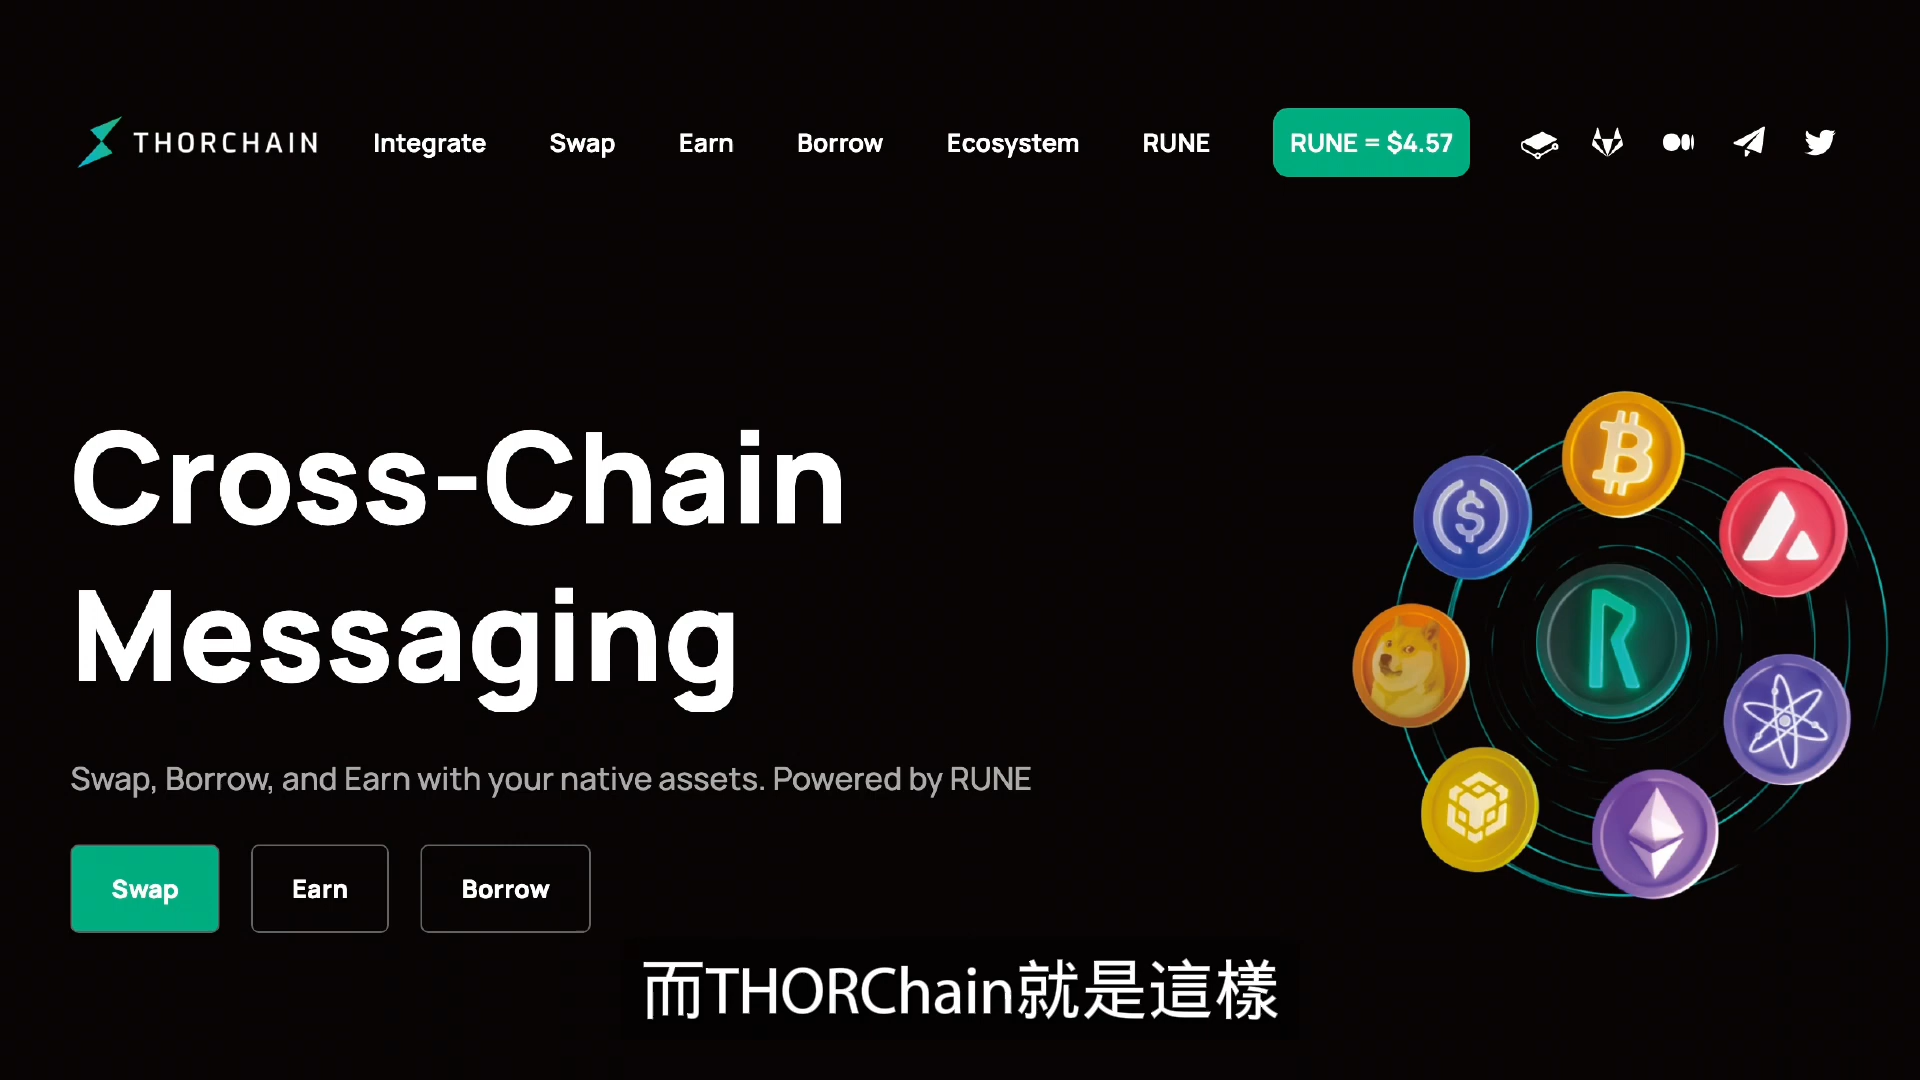 THORCHAIN Integrate Swap Earn Borrow Ecosystem RUNE RUNE = $4.57
Cross-Chain
Messaging
Swap, Borrow, and Earn with your native assets. Powered by RUNE
Swap Earn Borrow
而THORChain就是這樣